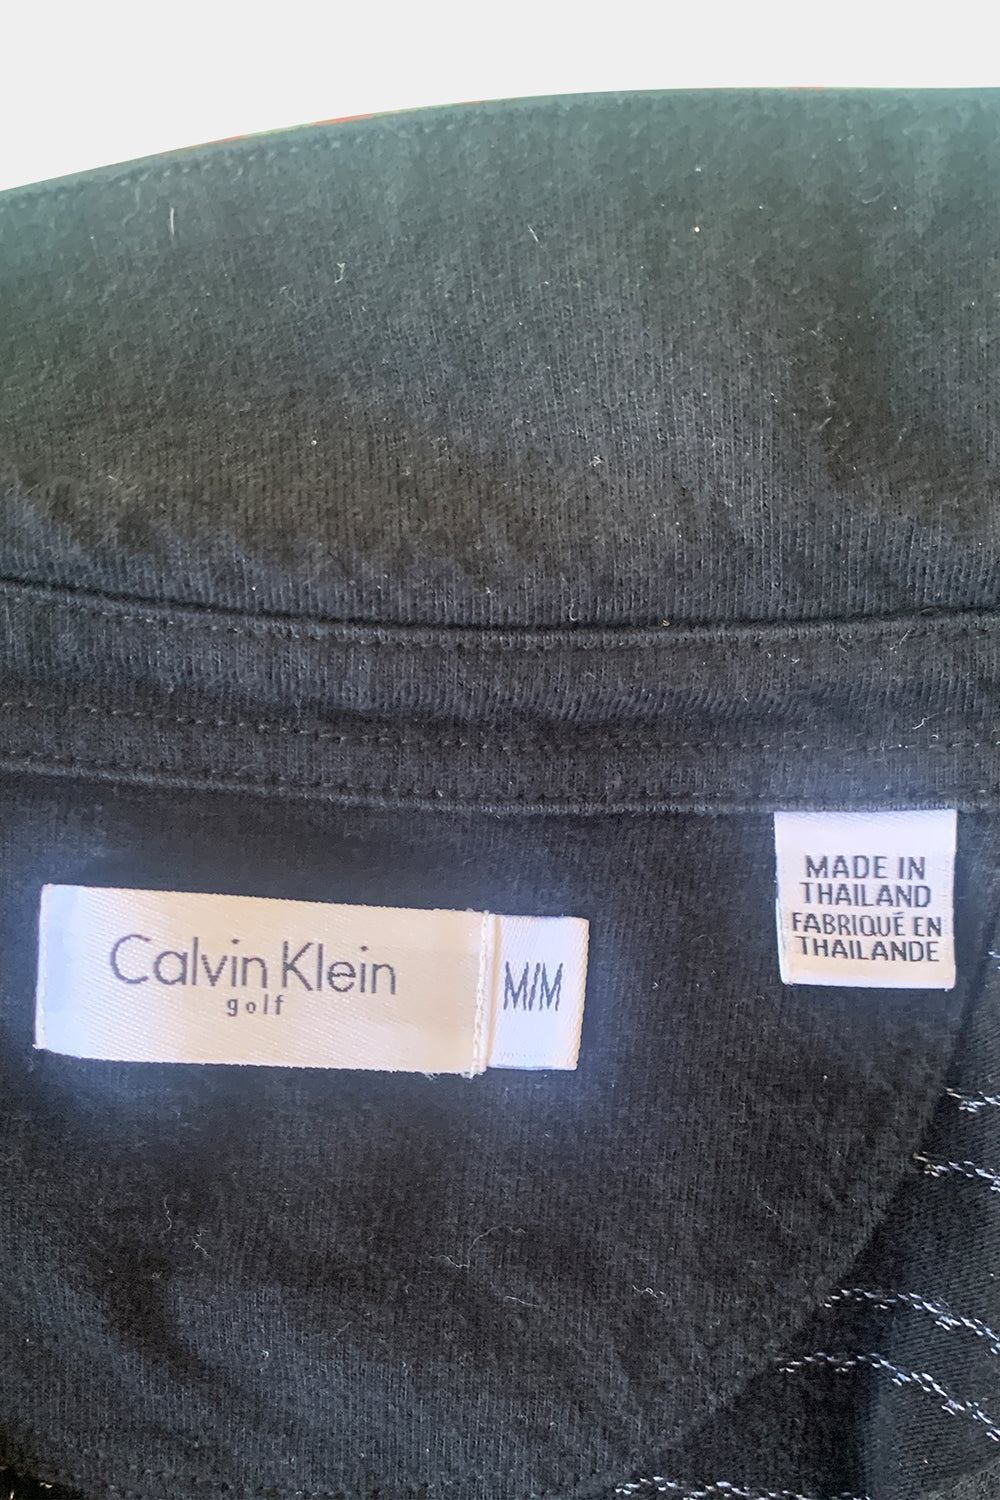 Calvin Klein
golf
M/M
MADE IN
THAILAND
FABRIQUÉ EN
THAILANDE